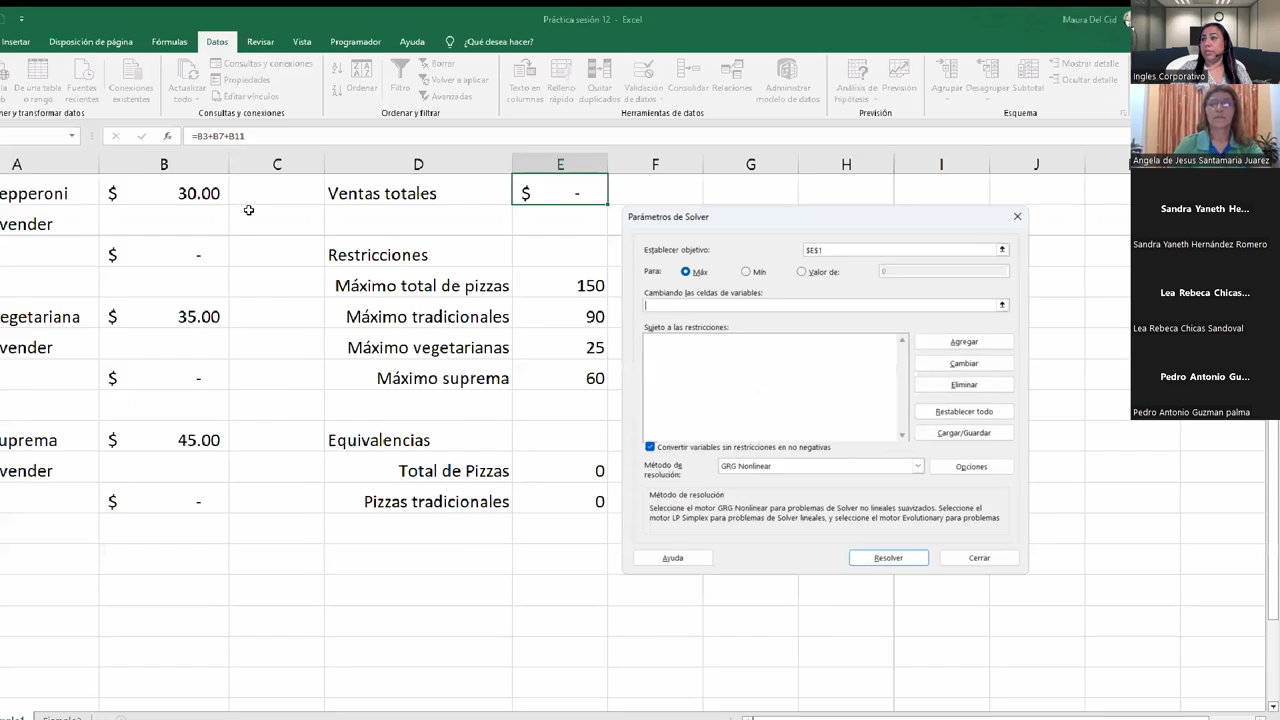 Práctica sesión 12 - Excel
Maura Del Cid
Insertar Disposición de página Fórmulas Datos Revisar Vista Programador Ayuda ¿Qué desea hacer?
De una tabla o rango
Fuentes recientes
Conexiones existentes
Actualizar todo
Consultas y conexiones
Propiedades
Editar vínculos
Ordenar
Filtro
Borrar
Volver a aplicar
Avanzadas
Texto en columnas
Relleno rápido
Quitar duplicados
Validación de datos
Consolidar
Relaciones
Administrar modelo de datos
Análisis de hipótesis
Previsión
Agrupar
Desagrupar
Subtotal
Mostrar detalle
Ocultar detalle
ner y transformar datos
Consultas y conexiones
Ordenar y filtrar
Herramientas de datos
Previsión
Esquema
fx =B3+B7+B11
A B C D E F G H I J
epperoni $ 30.00 Ventas totales $ -
vender
$ - Restricciones
Máximo total de pizzas 150
egetariana $ 35.00 Máximo tradicionales 90
vender Máximo vegetarianas 25
$ - Máximo suprema 60
uprema $ 45.00 Equivalencias
vender Total de Pizzas 0
$ - Pizzas tradicionales 0
Parámetros de Solver
Establecer objetivo: $E$1
Para: Máx Mín Valor de: 0
Cambiando las celdas de variables:
Sujeto a las restricciones:
Agregar
Cambiar
Eliminar
Restablecer todo
Cargar/Guardar
Convertir variables sin restricciones en no negativas
Método de resolución: GRG Nonlinear Opciones
Método de resolución
Seleccione el motor GRG Nonlinear para problemas de Solver no lineales suavizados. Seleccione el
motor LP Simplex para problemas de Solver lineales, y seleccione el motor Evolutionary para problemas
Ayuda Resolver Cerrar
Ingles Corporativo
Angela de Jesus Santamaria Juarez
Sandra Yaneth He...
Sandra Yaneth Hernández Romero
Lea Rebeca Chicas...
Lea Rebeca Chicas Sandoval
Pedro Antonio Gu...
Pedro Antonio Guzman palma